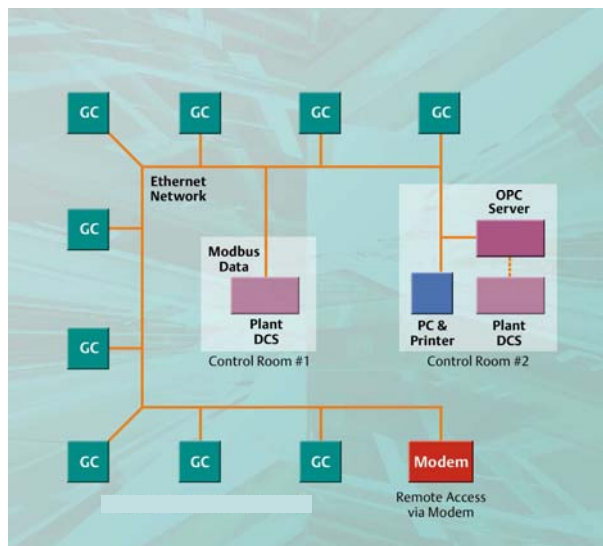 GC
GC
GC
GC
Ethernet
Network
GC
Modbus
Data
Plant
DCS
Control Room #1
OPC
Server
PC &
Printer
Plant
DCS
Control Room #2
GC
GC
GC
GC
Modem
Remote Access
via Modem